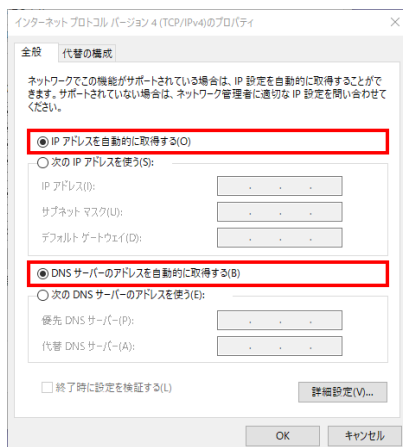 インターネット プロトコル バージョン 4 (TCP/IPv4)のプロパティ
全般
代替の構成
ネットワークでこの機能がサポートされている場合は、IP 設定を自動的に取得することがで
きます。サポートされていない場合は、ネットワーク管理者に適切な IP 設定を問い合わせて
ください。
IP アドレスを自動的に取得する(O)
次の IP アドレスを使う(S):
IP アドレス(I):
サブネット マスク(U):
デフォルト ゲートウェイ(D):
DNS サーバーのアドレスを自動的に取得する(B)
次の DNS サーバーのアドレスを使う(E):
優先 DNS サーバー(P):
代替 DNS サーバー(A):
終了時に設定を検証する(L)
詳細設定(V)...
OK
キャンセル